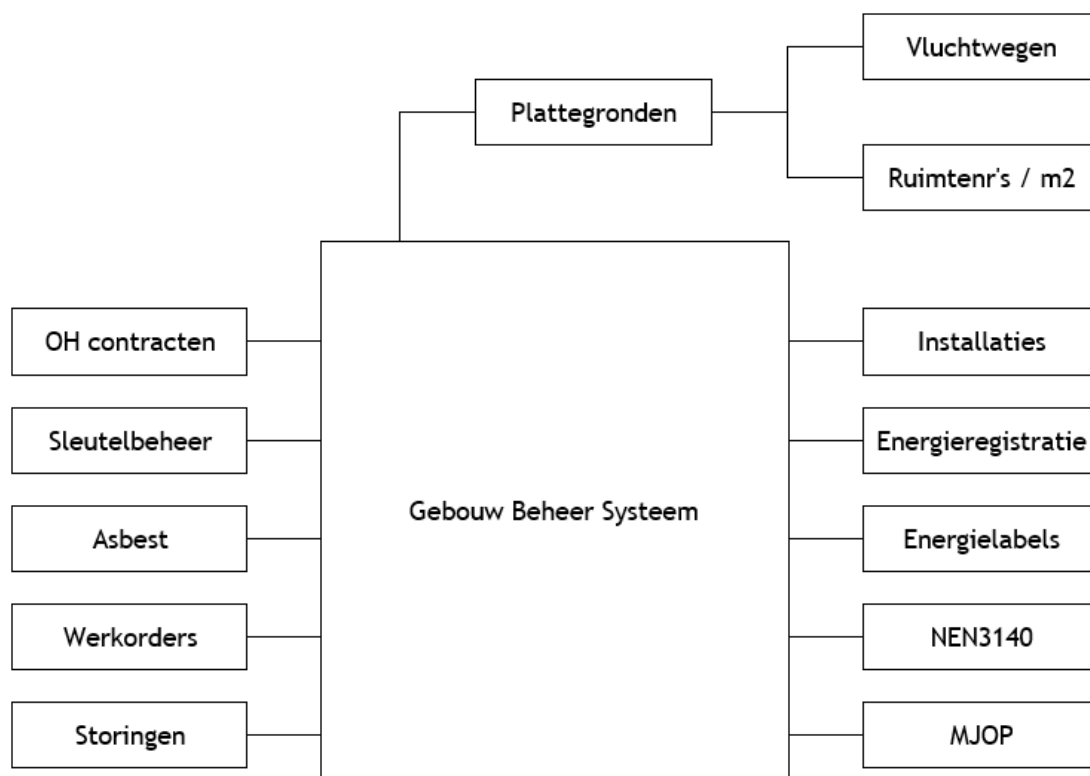 Vluchtwegen
Plattegronden
Ruimtenr's / m2
OH contracten
Installaties
Sleutelbeheer
Energieregistratie
Gebouw Beheer Systeem
Asbest
Energielabels
Werkorders
NEN3140
Storingen
MJOP